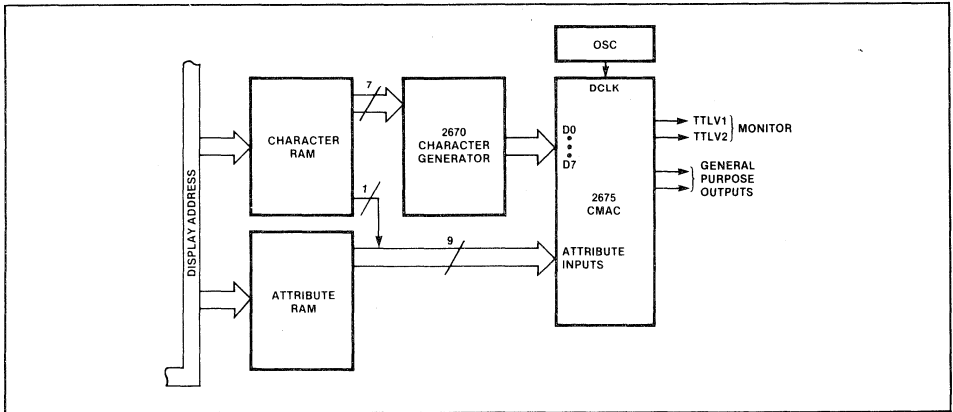 OSC
DCLK
7
CHARACTER
RAM
2670
CHARACTER
GENERATOR
D0
D7
2675
CMAC
TTLV1
TTLV2
MONITOR
GENERAL
PURPOSE
OUTPUTS
1
DISPLAY ADDRESS
9
ATTRIBUTE
INPUTS
ATTRIBUTE
RAM